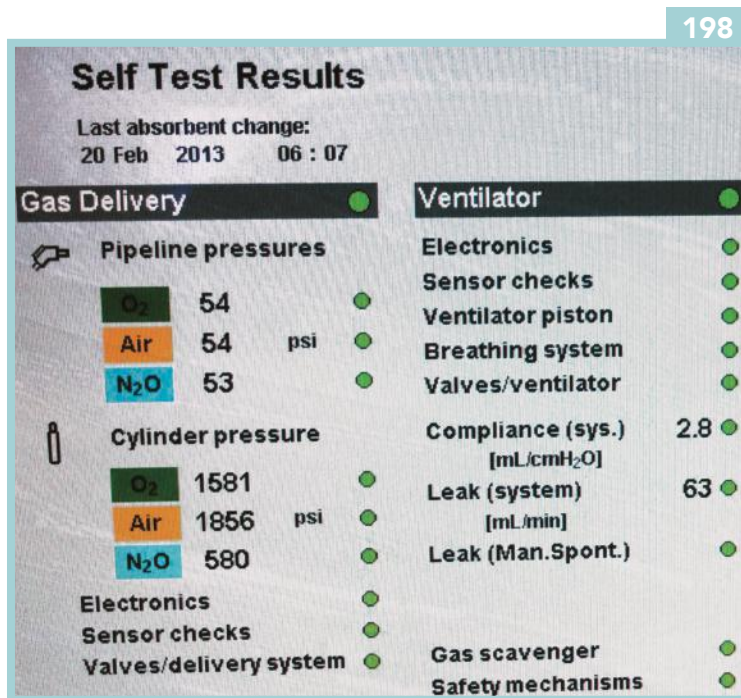 198
Self Test Results
Last absorbent change:
20 Feb 2013 06 : 07
Gas Delivery
Pipeline pressures
O₂ 54
Air 54 psi
N₂O 53
Cylinder pressure
O₂ 1581
Air 1856 psi
N₂O 580
Electronics
Sensor checks
Valves/delivery system
Ventilator
Electronics
Sensor checks
Ventilator piston
Breathing system
Valves/ventilator
Compliance (sys.) 2.8
[mL/cmH₂O]
Leak (system) 63
[mL/min]
Leak (Man.Spont.)
Gas scavenger
Safety mechanisms